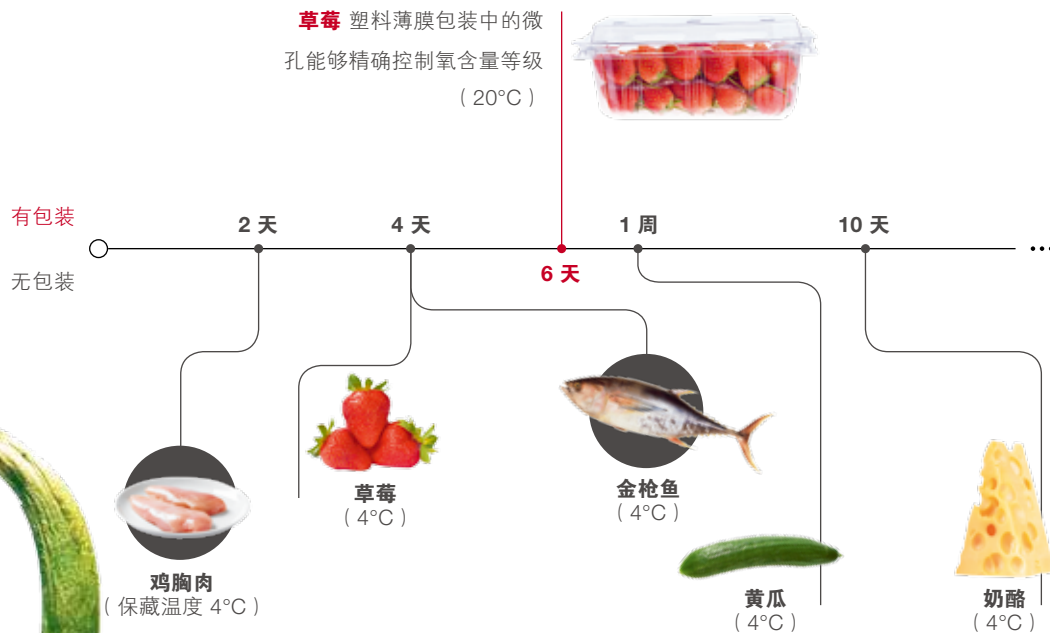 草莓 塑料薄膜包装中的微
孔能够精确控制氧含量等级
（20°C）
有包装
2 天
4 天
1 周
10 天
无包装
6 天
草莓
（4°C）
金枪鱼
（4°C）
鸡胸肉
（保藏温度 4°C）
黄瓜
（4°C）
奶酪
（4°C）